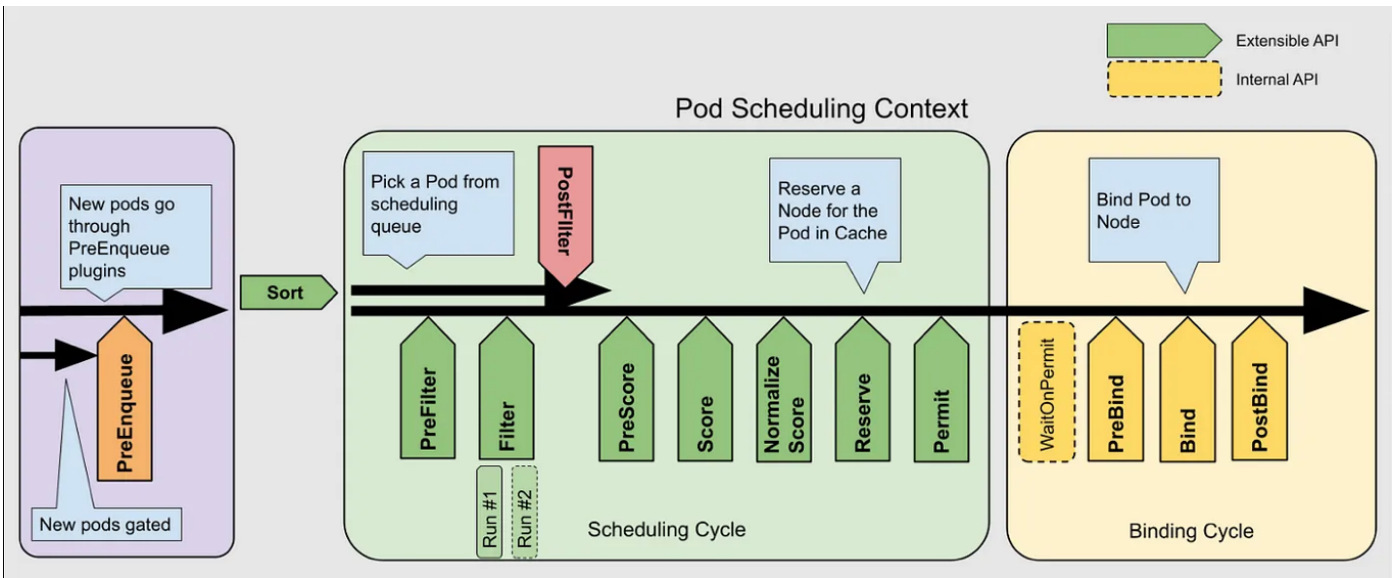 Extensible API
Internal API
Pod Scheduling Context
New pods go
through
PreEnqueue
plugins
PreEnqueue
New pods gated
Sort
Pick a Pod from
scheduling
queue
PostFIlter
Reserve a
Node for the
Pod in Cache
PreFilter
Filter
Run #1
Run #2
PreScore
Score
Normalize
Score
Reserve
Permit
Scheduling Cycle
Bind Pod to
Node
WaitOnPermit
PreBind
Bind
PostBind
Binding Cycle